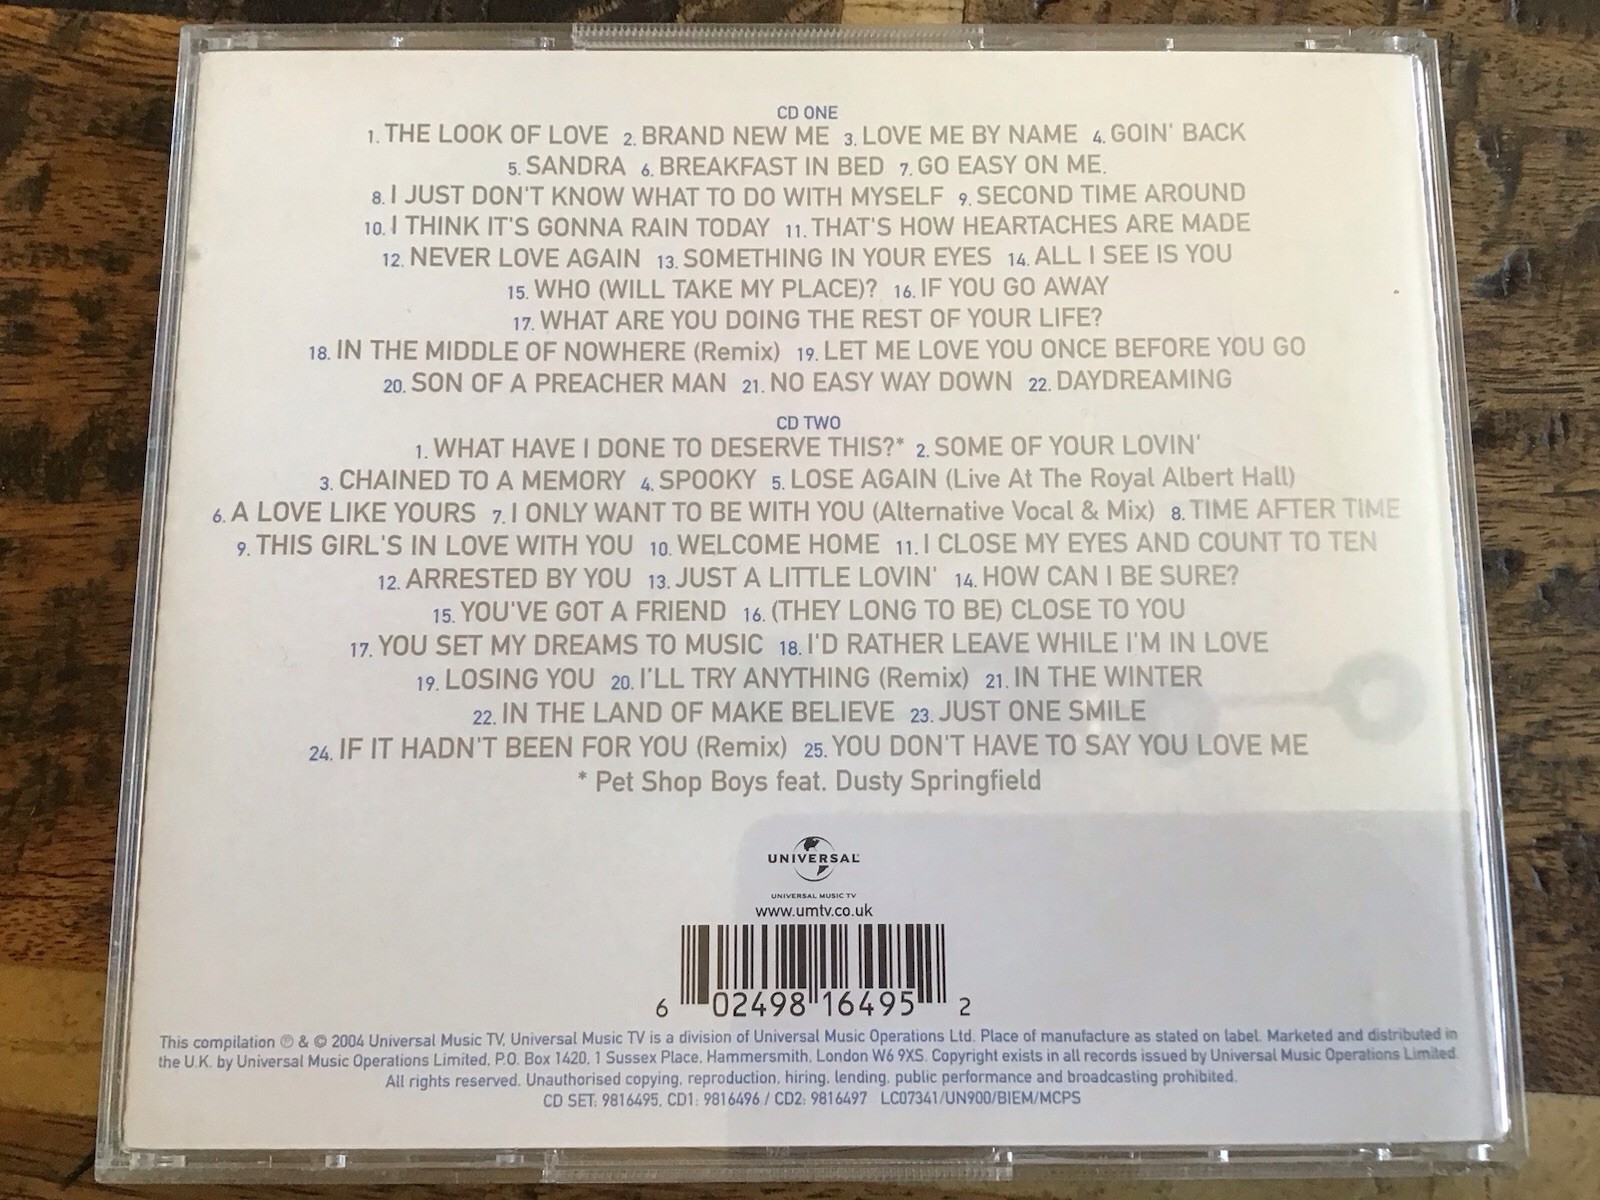 CD ONE
1. THE LOOK OF LOVE 2. BRAND NEW ME 3. LOVE ME BY NAME 4. GOIN' BACK
5. SANDRA 6. BREAKFAST IN BED 7. GO EASY ON ME.
8. I JUST DON'T KNOW WHAT TO DO WITH MYSELF 9. SECOND TIME AROUND
10. I THINK IT'S GONNA RAIN TODAY 11. THAT'S HOW HEARTACHES ARE MADE
12. NEVER LOVE AGAIN 13. SOMETHING IN YOUR EYES 14. ALL I SEE IS YOU
15. WHO (WILL TAKE MY PLACE)? 16. IF YOU GO AWAY
17. WHAT ARE YOU DOING THE REST OF YOUR LIFE?
18. IN THE MIDDLE OF NOWHERE (Remix) 19. LET ME LOVE YOU ONCE BEFORE YOU GO
20. SON OF A PREACHER MAN 21. NO EASY WAY DOWN 22. DAYDREAMING
CD TWO
1. WHAT HAVE I DONE TO DESERVE THIS?* 2. SOME OF YOUR LOVIN'
3. CHAINED TO A MEMORY 4. SPOOKY 5. LOSE AGAIN (Live At The Royal Albert Hall)
6. A LOVE LIKE YOURS 7. I ONLY WANT TO BE WITH YOU (Alternative Vocal & Mix) 8. TIME AFTER TIME
9. THIS GIRL'S IN LOVE WITH YOU 10. WELCOME HOME 11. I CLOSE MY EYES AND COUNT TO TEN
12. ARRESTED BY YOU 13. JUST A LITTLE LOVIN' 14. HOW CAN I BE SURE?
15. YOU'VE GOT A FRIEND 16. (THEY LONG TO BE) CLOSE TO YOU
17. YOU SET MY DREAMS TO MUSIC 18. I'D RATHER LEAVE WHILE I'M IN LOVE
19. LOSING YOU 20. I'LL TRY ANYTHING (Remix) 21. IN THE WINTER
22. IN THE LAND OF MAKE BELIEVE 23. JUST ONE SMILE
24. IF IT HADN'T BEEN FOR YOU (Remix) 25. YOU DON'T HAVE TO SAY YOU LOVE ME
* Pet Shop Boys feat. Dusty Springfield
UNIVERSAL
UNIVERSAL MUSIC TV
www.umtv.co.uk
6 02498 16495 2
This compilation ℗ & © 2004 Universal Music TV, Universal Music TV is a division of Universal Music Operations Ltd. Place of manufacture as stated on label. Marketed and distributed in
the U.K. by Universal Music Operations Limited, P.O. Box 1420, 1 Sussex Place, Hammersmith, London W6 9XS. Copyright exists in all records issued by Universal Music Operations Limited.
All rights reserved. Unauthorised copying, reproduction, hiring, lending, public performance and broadcasting prohibited.
CD SET: 9816495, CD1: 9816496 / CD2: 9816497 LC07341/UN900/BIEM/MCPS